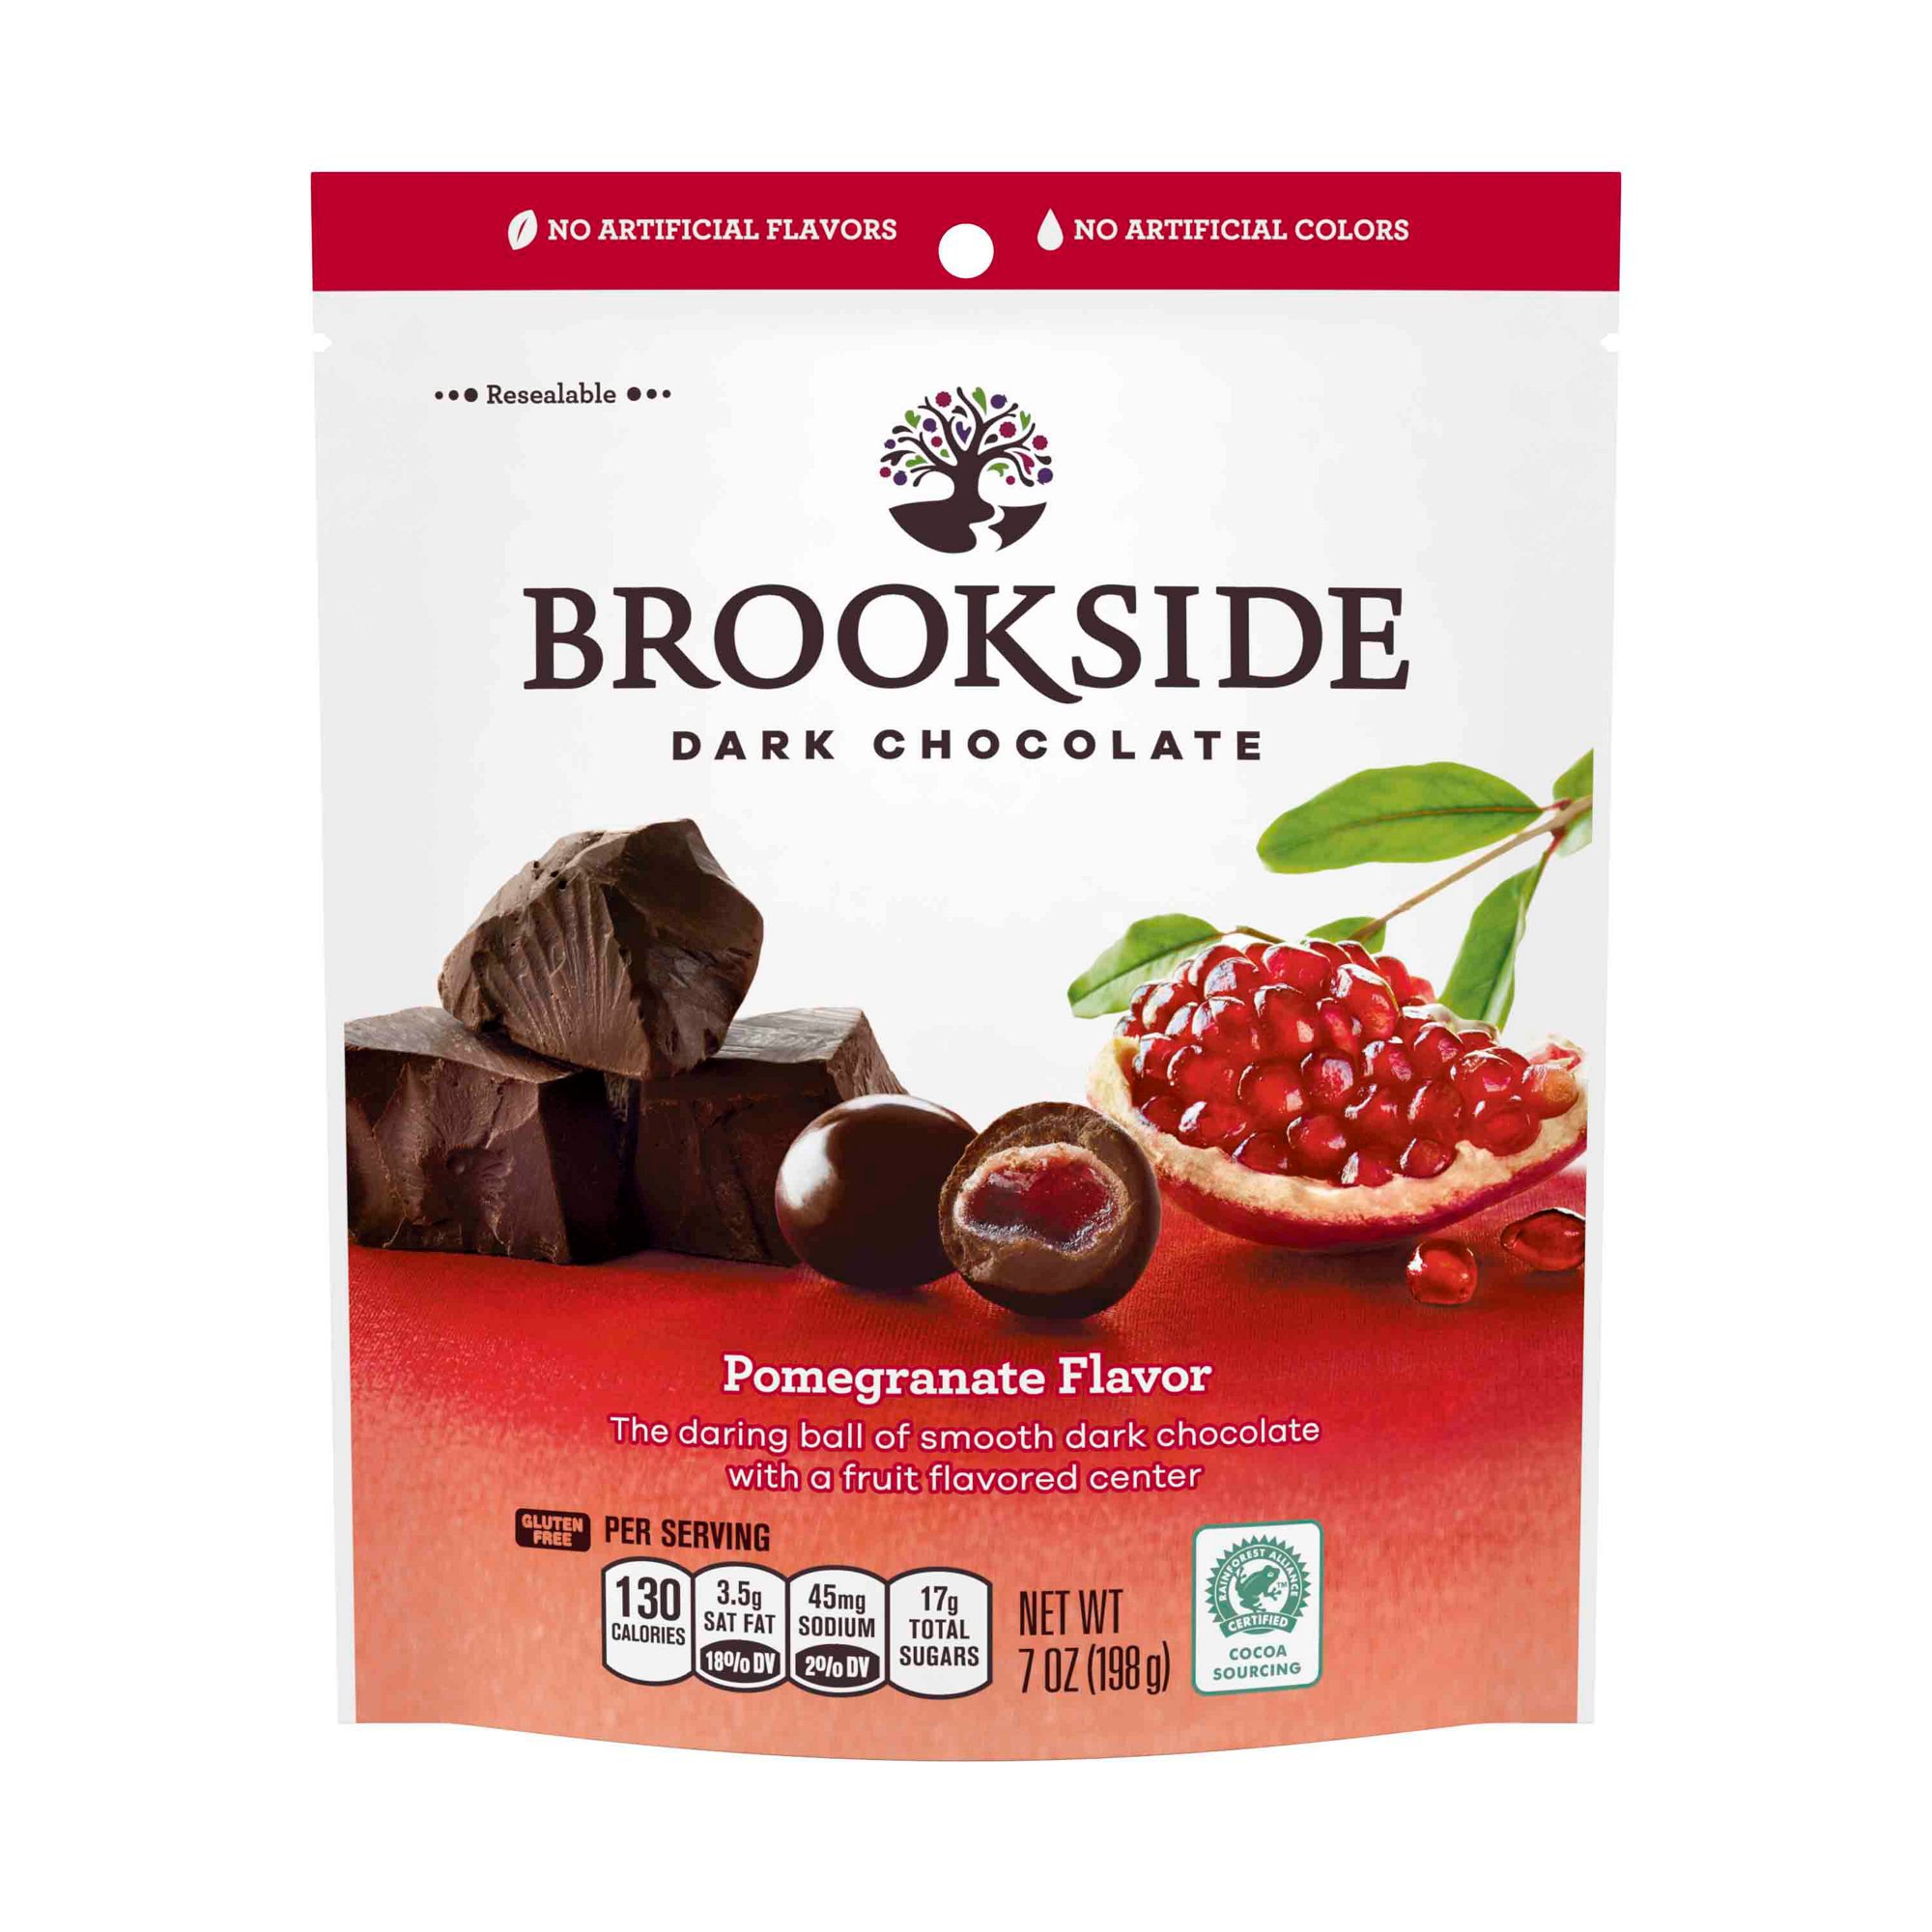 NO ARTIFICIAL FLAVORS
NO ARTIFICIAL COLORS
Resealable
BROOKSIDE
DARK CHOCOLATE
Pomegranate Flavor
The daring ball of smooth dark chocolate
with a fruit flavored center
GLUTEN
FREE
PER SERVING
130
CALORIES
3.5g
SAT FAT
18% DV
45mg
SODIUM
2% DV
17g
TOTAL
SUGARS
NET WT
7 OZ (198 g)
RAINFOREST ALLIANCE
TM
CERTIFIED
COCOA
SOURCING